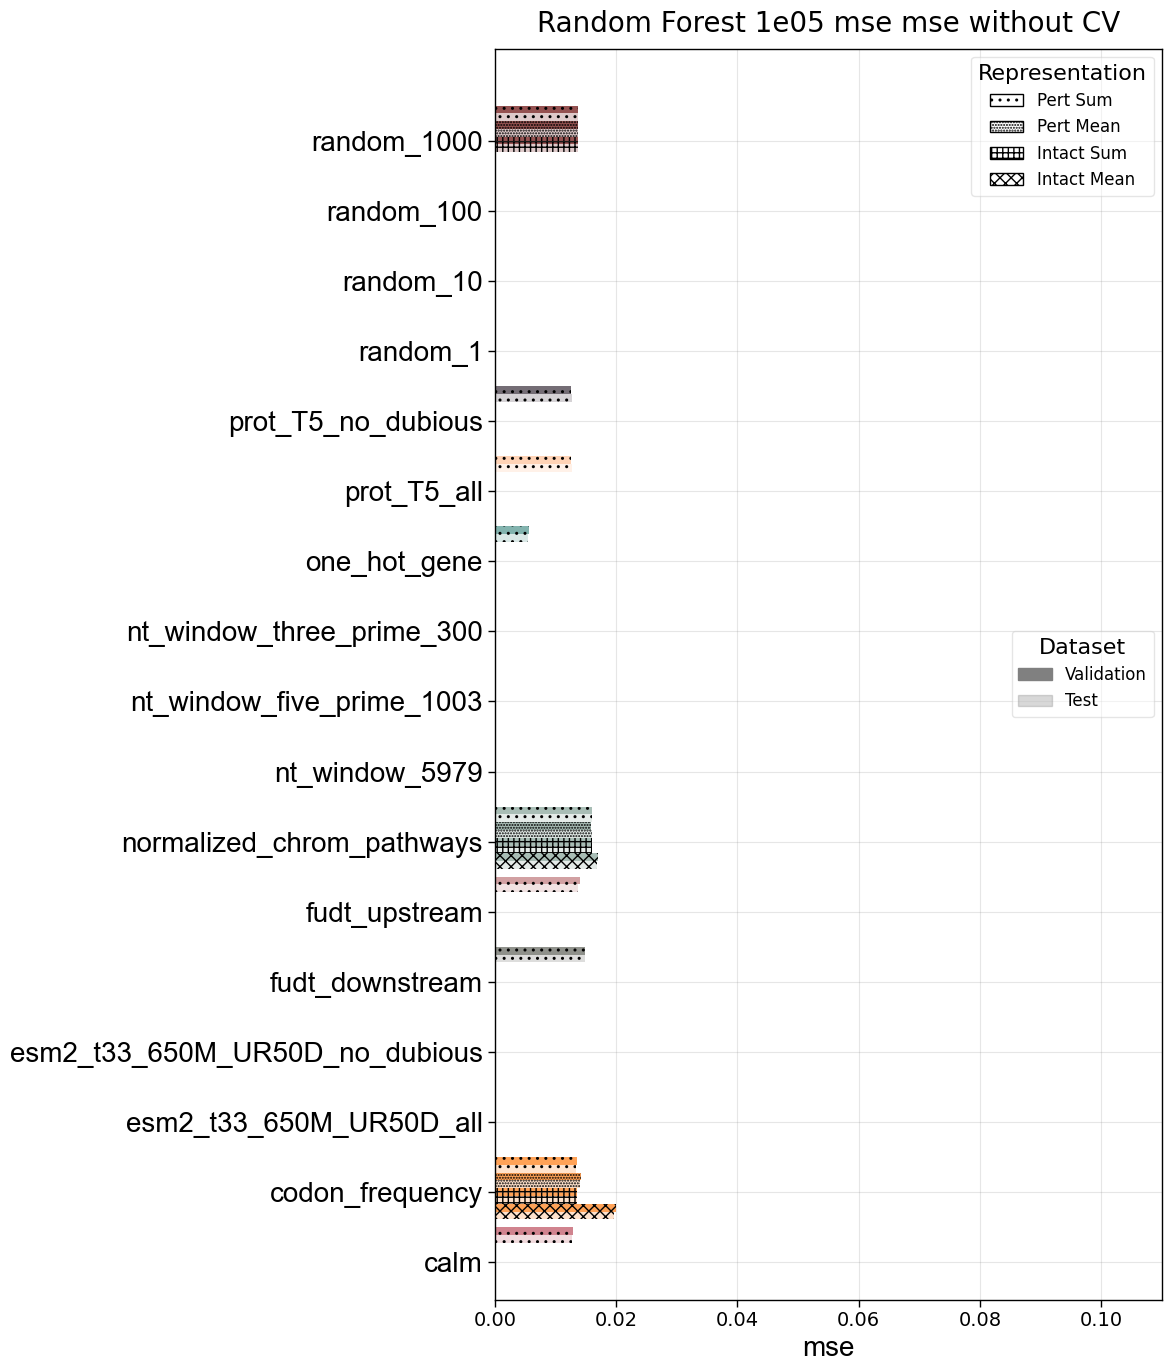 Random Forest 1e05 mse mse without CV
Representation
Pert Sum
Pert Mean
Intact Sum
Intact Mean
random_1000
random_100
random_10
random_1
prot_T5_no_dubious
prot_T5_all
one_hot_gene
nt_window_three_prime_300
Dataset
Validation
Test
nt_window_five_prime_1003
nt_window_5979
normalized_chrom_pathways
fudt_upstream
fudt_downstream
esm2_t33_650M_UR50D_no_dubious
esm2_t33_650M_UR50D_all
codon_frequency
calm
0.00 0.02 0.04 0.06 0.08 0.10
mse